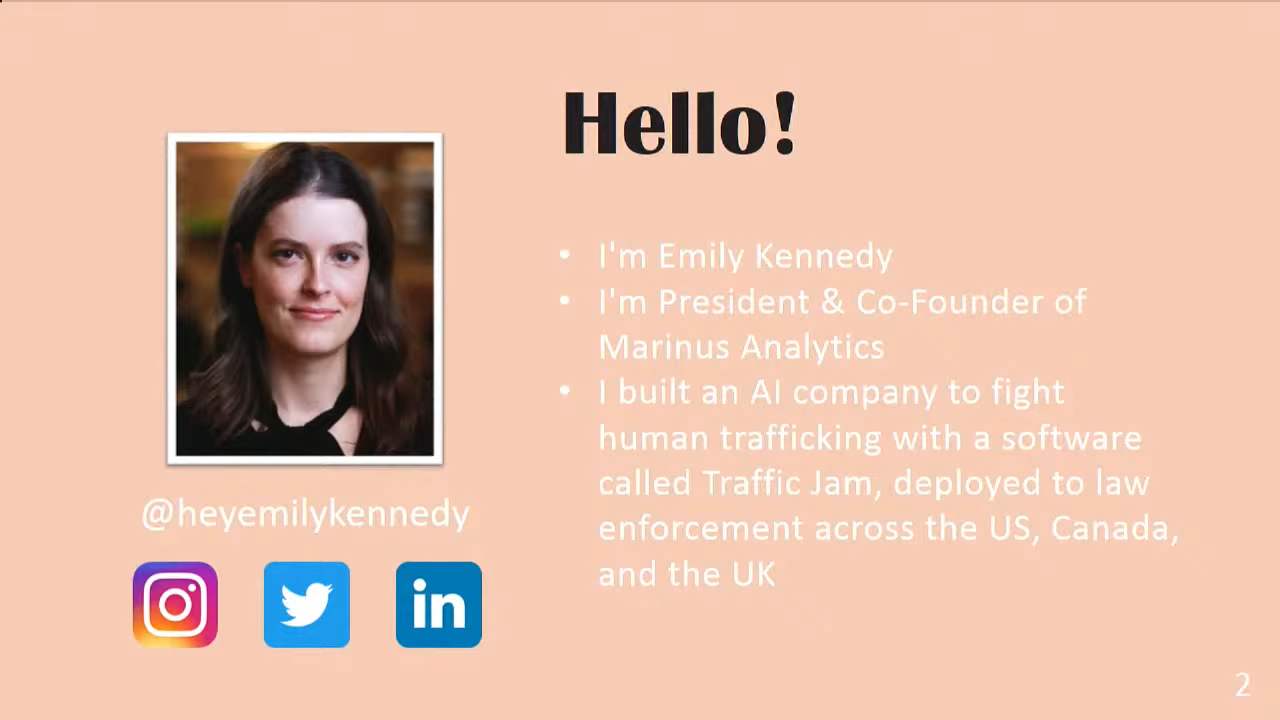 Hello!
• I'm Emily Kennedy
• I'm President & Co-Founder of
Marinus Analytics
• I built an AI company to fight
human trafficking with a software
called Traffic Jam, deployed to law
enforcement across the US, Canada,
and the UK
@heyemilykennedy
in
2